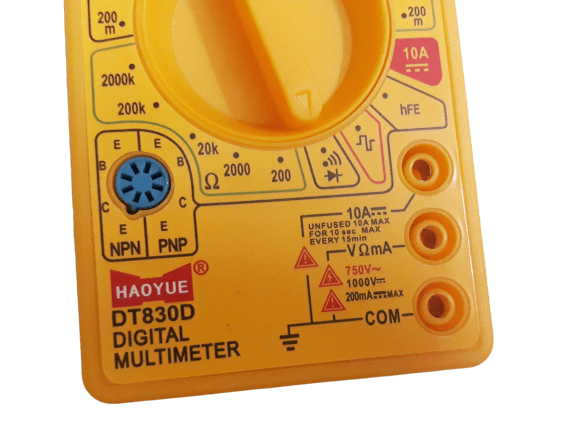 200
m
200
m
10A
2000k
200k
hFE
20k
2000
200
Ω
E E
B B
C C
E E
NPN PNP
10A
UNFUSED 10A MAX
FOR 10 sec MAX
EVERY 15min
VΩmA
750V~
1000V
200mA MAX
COM
HAOYUE®
DT830D
DIGITAL
MULTIMETER